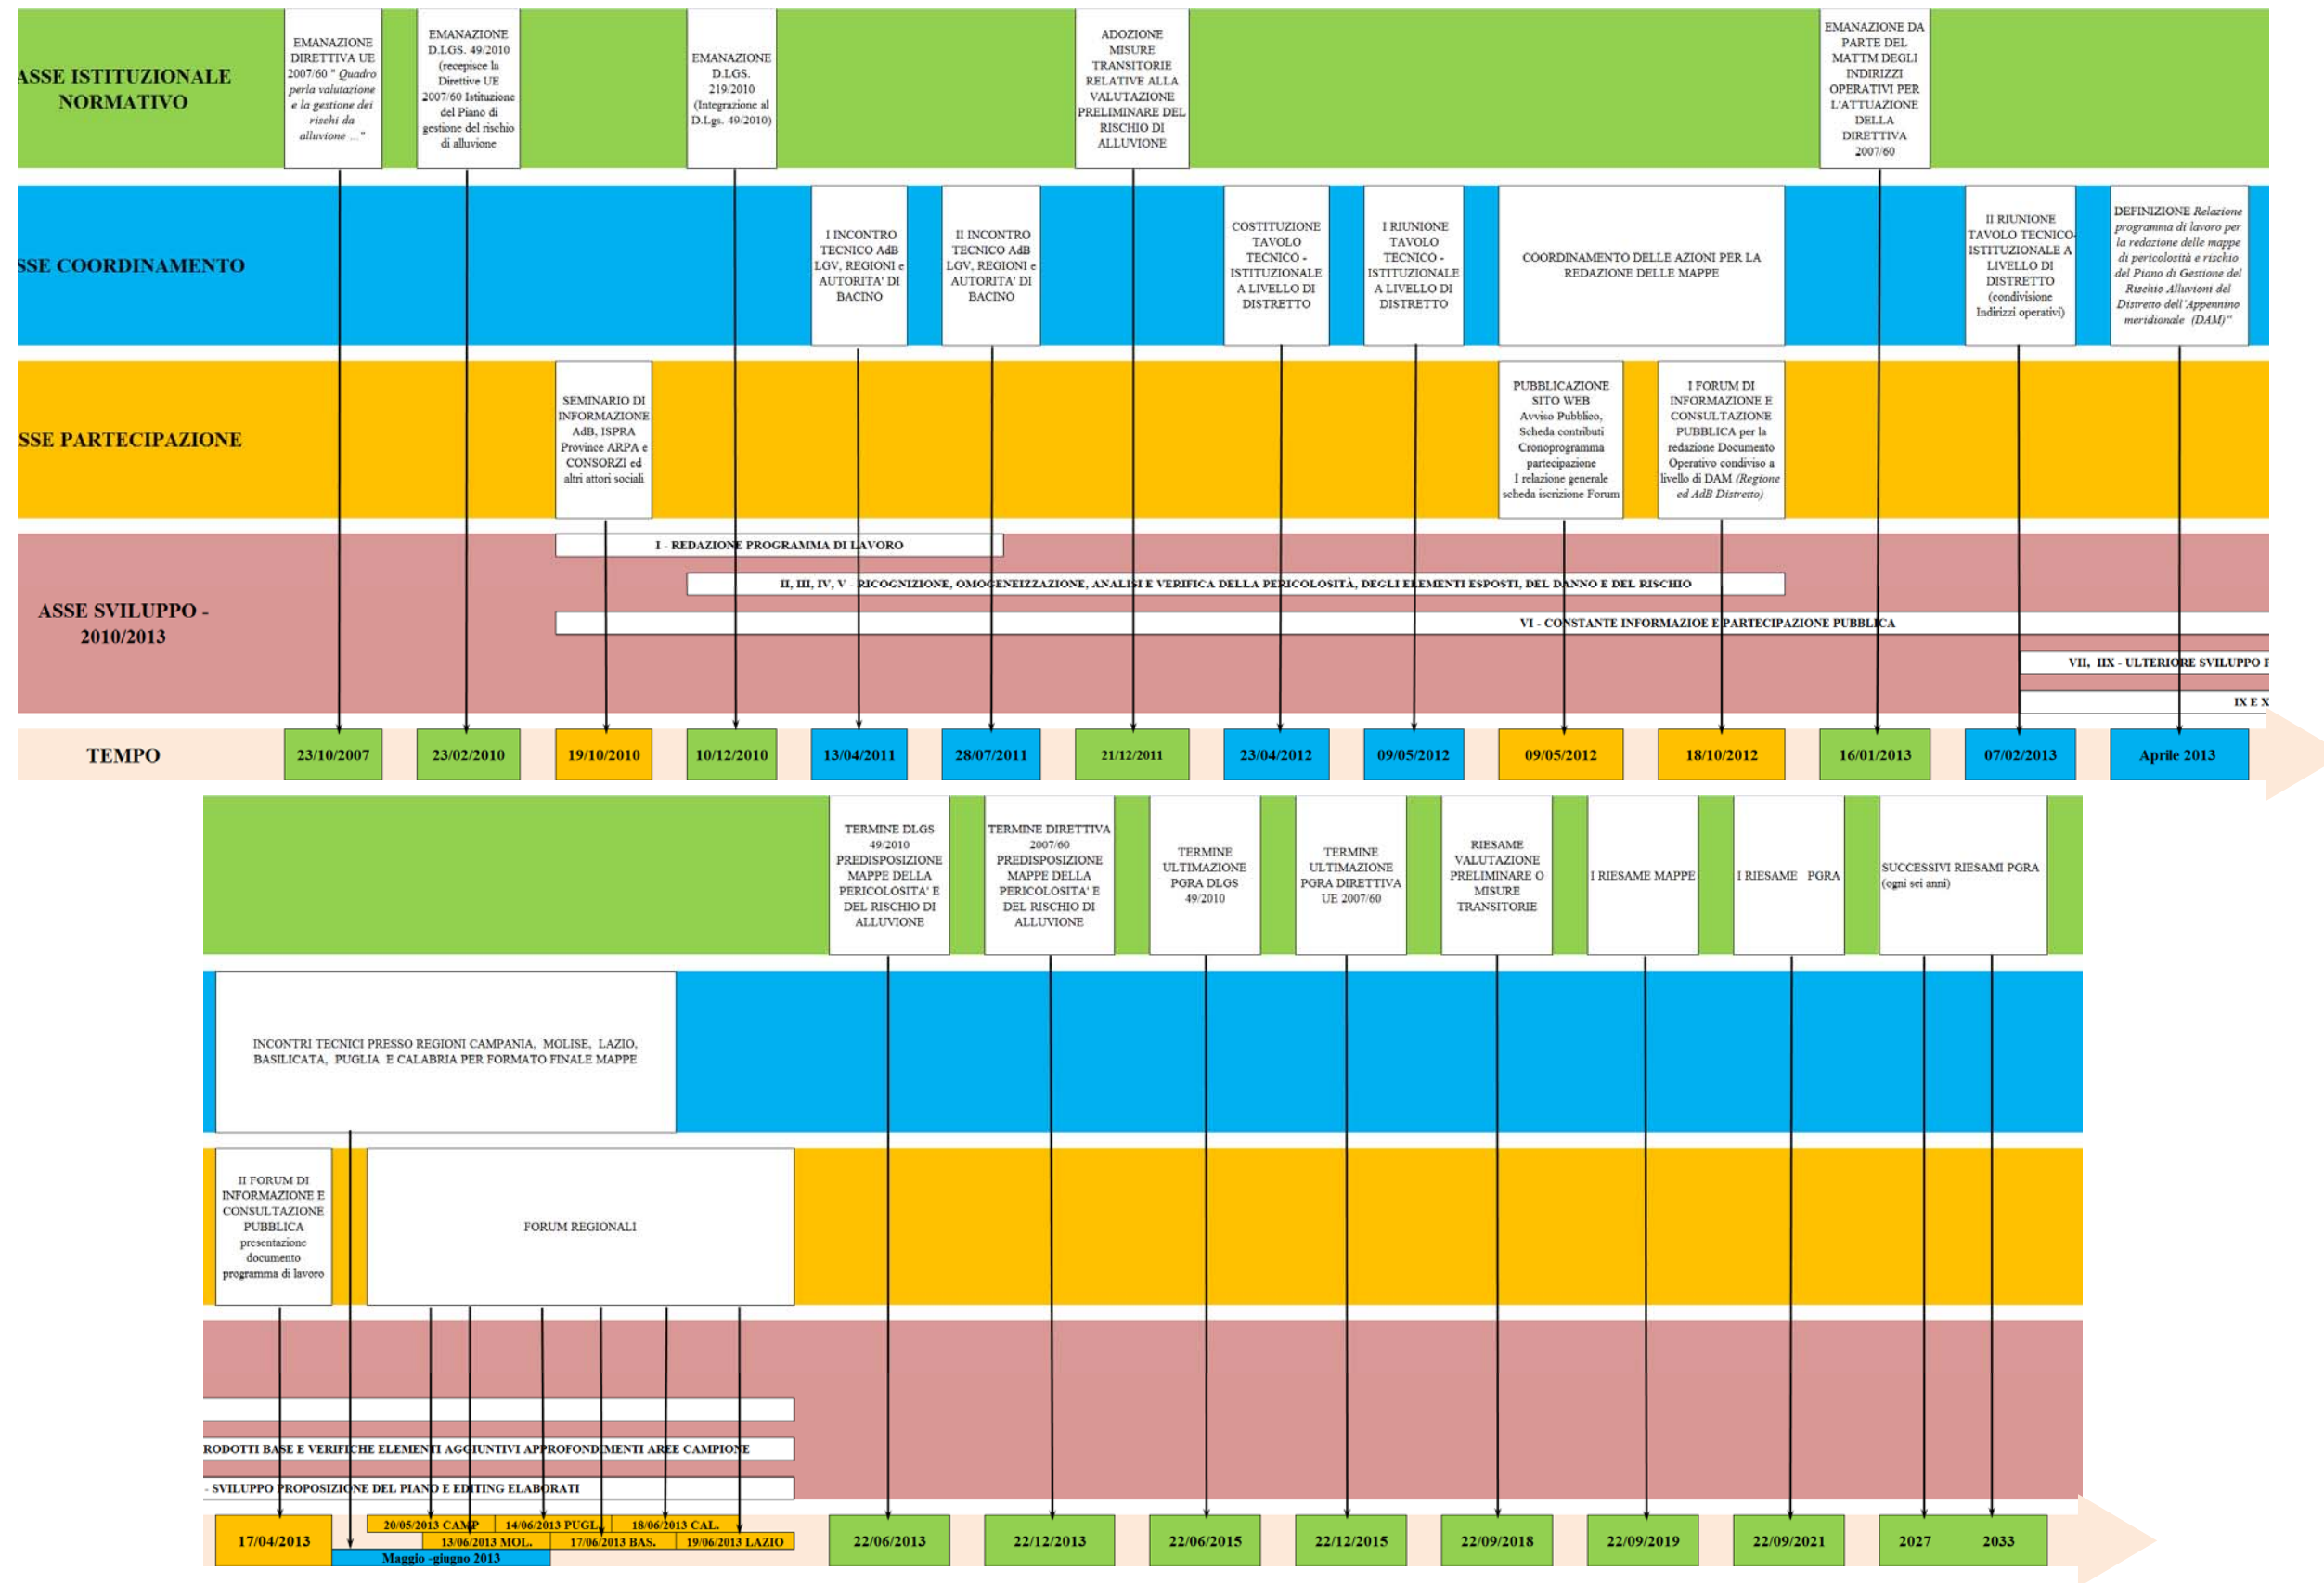 ASSE ISTITUZIONALE
NORMATIVO
EMANAZIONE
DIRETTIVA UE
2007/60 " Quadro
perla valutazione
e la gestione dei
rischi da
alluvione ..."
EMANAZIONE
D.LGS. 49/2010
(recepisce la
Direttive UE
2007/60 Istituzione
del Piano di
gestione del rischio
di alluvione
EMANAZIONE
D.LGS.
219/2010
(Integrazione al
D.Lgs. 49/2010)
ADOZIONE
MISURE
TRANSITORIE
RELATIVE ALLA
VALUTAZIONE
PRELIMINARE DEL
RISCHIO DI
ALLUVIONE
EMANAZIONE DA
PARTE DEL
MATTM DEGLI
INDIRIZZI
OPERATIVI PER
L'ATTUAZIONE
DELLA
DIRETTIVA
2007/60
SSE COORDINAMENTO
I INCONTRO
TECNICO AdB
LGV, REGIONI e
AUTORITA' DI
BACINO
II INCONTRO
TECNICO AdB
LGV, REGIONI e
AUTORITA' DI
BACINO
COSTITUZIONE
TAVOLO
TECNICO -
ISTITUZIONALE
A LIVELLO DI
DISTRETTO
I RIUNIONE
TAVOLO
TECNICO -
ISTITUZIONALE
A LIVELLO DI
DISTRETTO
COORDINAMENTO DELLE AZIONI PER LA
REDAZIONE DELLE MAPPE
II RIUNIONE
TAVOLO TECNICO-
ISTITUZIONALE A
LIVELLO DI
DISTRETTO
(condivisione
Indirizzi operativi)
DEFINIZIONE Relazione
programma di lavoro per
la redazione delle mappe
di pericolosità e rischio
del Piano di Gestione del
Rischio Alluvioni del
Distretto dell'Appennino
meridionale (DAM)"
SSE PARTECIPAZIONE
SEMINARIO DI
INFORMAZIONE
AdB, ISPRA
Province ARPA e
CONSORZI ed
altri attori sociali
PUBBLICAZIONE
SITO WEB
Avviso Pubblico,
Scheda contributi
Cronoprogramma
partecipazione
I relazione generale
scheda iscrizione Forum
I FORUM DI
INFORMAZIONE E
CONSULTAZIONE
PUBBLICA per la
redazione Documento
Operativo condiviso a
livello di DAM (Regione
ed AdB Distretto)
ASSE SVILUPPO -
2010/2013
I - REDAZIONE PROGRAMMA DI LAVORO
II, III, IV, V - RICOGNIZIONE, OMOGENEIZZAZIONE, ANALISI E VERIFICA DELLA PERICOLOSITÀ, DEGLI ELEMENTI ESPOSTI, DEL DANNO E DEL RISCHIO
VI - CONSTANTE INFORMAZIOE E PARTECIPAZIONE PUBBLICA
VII, IIX - ULTERIORE SVILUPPO P
IX E X
TEMPO
23/10/2007
23/02/2010
19/10/2010
10/12/2010
13/04/2011
28/07/2011
21/12/2011
23/04/2012
09/05/2012
09/05/2012
18/10/2012
16/01/2013
07/02/2013
Aprile 2013
TERMINE DLGS
49/2010
PREDISPOSIZIONE
MAPPE DELLA
PERICOLOSITA' E
DEL RISCHIO DI
ALLUVIONE
TERMINE DIRETTIVA
2007/60
PREDISPOSIZIONE
MAPPE DELLA
PERICOLOSITA' E
DEL RISCHIO DI
ALLUVIONE
TERMINE
ULTIMAZIONE
PGRA DLGS
49/2010
TERMINE
ULTIMAZIONE
PGRA DIRETTIVA
UE 2007/60
RIESAME
VALUTAZIONE
PRELIMINARE O
MISURE
TRANSITORIE
I RIESAME MAPPE
I RIESAME PGRA
SUCCESSIVI RIESAMI PGRA
(ogni sei anni)
INCONTRI TECNICI PRESSO REGIONI CAMPANIA, MOLISE, LAZIO,
BASILICATA, PUGLIA E CALABRIA PER FORMATO FINALE MAPPE
II FORUM DI
INFORMAZIONE E
CONSULTAZIONE
PUBBLICA
presentazione
documento
programma di lavoro
FORUM REGIONALI
RODOTTI BASE E VERIFICHE ELEMENTI AGGIUNTIVI APPROFONDIMENTI AREE CAMPIONE
- SVILUPPO PROPOSIZIONE DEL PIANO E EDITING ELABORATI
17/04/2013
20/05/2013 CAMP
14/06/2013 PUGL.
18/06/2013 CAL.
13/06/2013 MOL.
17/06/2013 BAS.
19/06/2013 LAZIO
Maggio -giugno 2013
22/06/2013
22/12/2013
22/06/2015
22/12/2015
22/09/2018
22/09/2019
22/09/2021
2027
2033